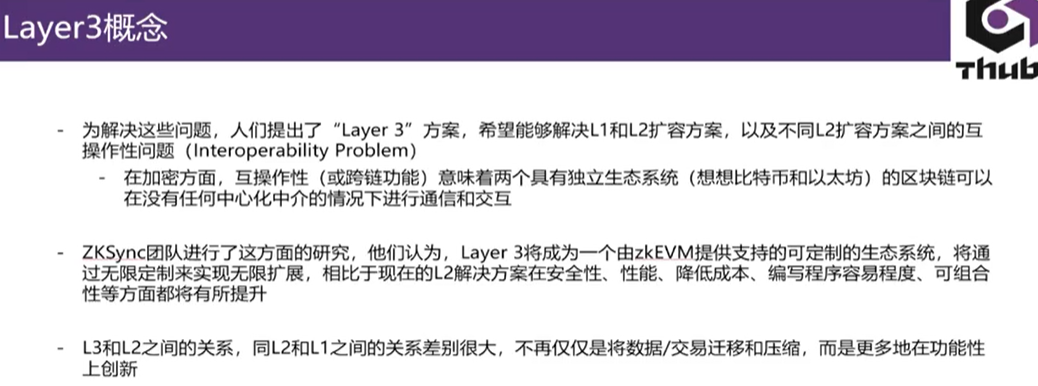 Layer3概念
Thub
- 为解决这些问题，人们提出了“Layer 3”方案，希望能够解决L1和L2扩容方案，以及不同L2扩容方案之间的互
操作性问题（Interoperability Problem）
- 在加密方面，互操作性（或跨链功能）意味着两个具有独立生态系统（想想比特币和以太坊）的区块链可以
在没有任何中心化中介的情况下进行通信和交互
- ZKSync团队进行了这方面的研究，他们认为，Layer 3将成为一个由zkEVM提供支持的可定制的生态系统，将通
过无限定制来实现无限扩展，相比于现在的L2解决方案在安全性、性能、降低成本、编写程序容易程度、可组合
性等方面都将有所提升
- L3和L2之间的关系，同L2和L1之间的关系差别很大，不再仅仅是将数据/交易迁移和压缩，而是更多地在功能性
上创新